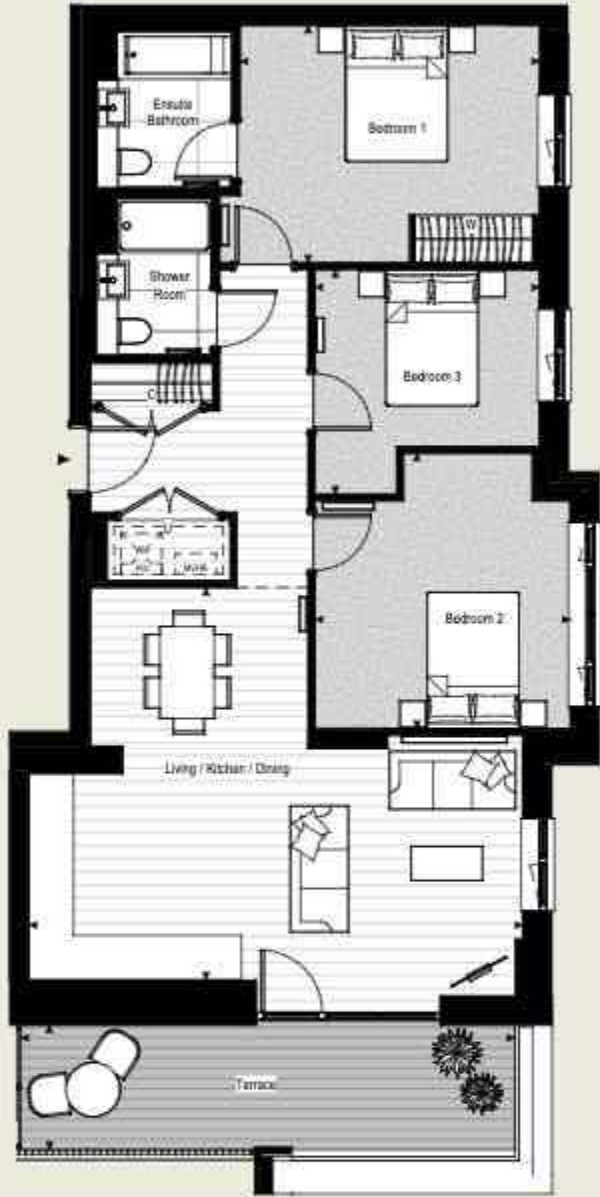 Ensuite
Bathroom
Bedroom 1
W
Shower
Room
Bedroom 3
C
U
Bedroom 2
Living / Kitchen / Dining
Terrace